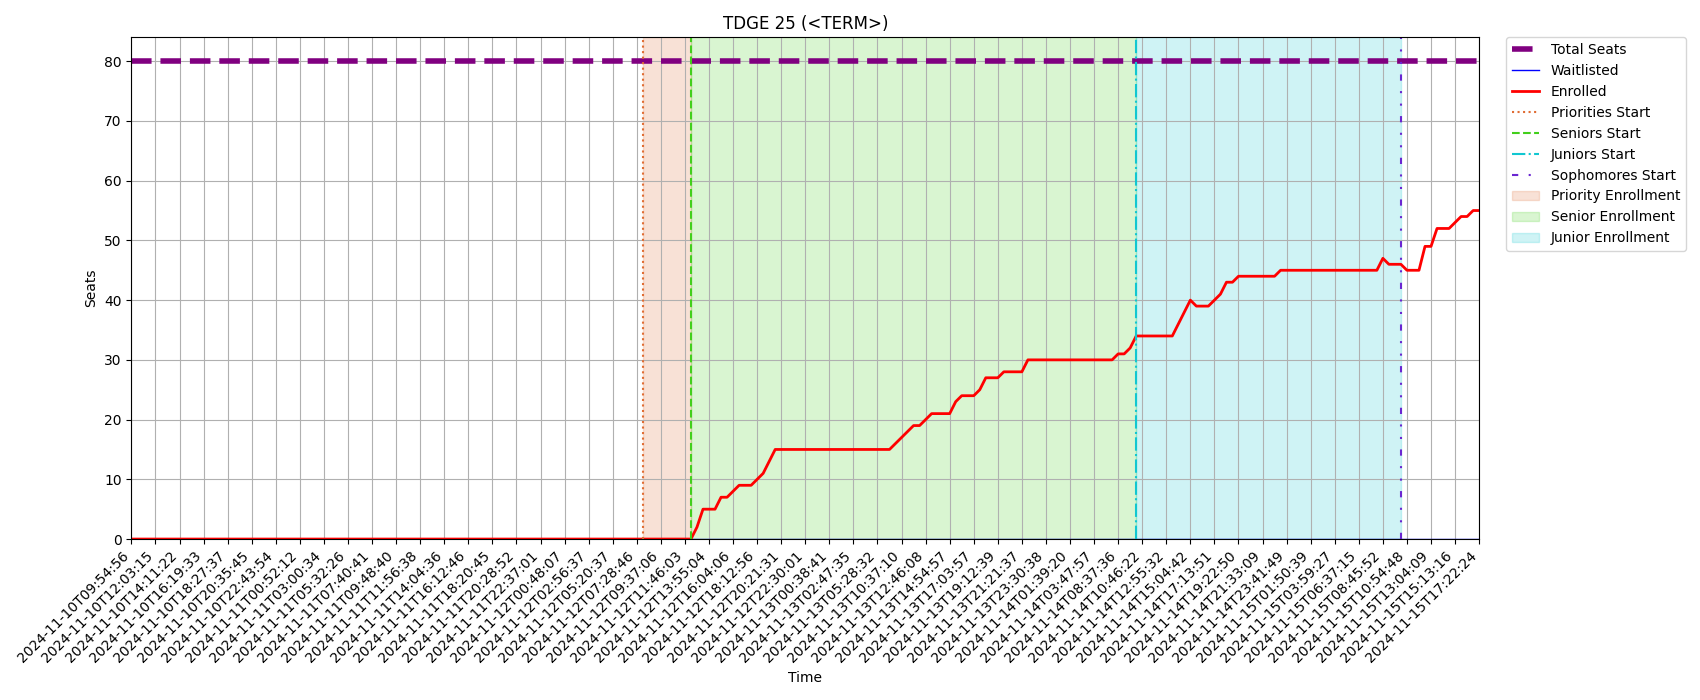 TDGE 25 (<TERM>)
80
70
60
50
40
30
20
10
0
Seats
2024-11-10T09:54:56
2024-11-10T12:03:15
2024-11-10T14:11:22
2024-11-10T16:19:33
2024-11-10T18:27:37
2024-11-10T20:35:45
2024-11-10T22:43:54
2024-11-11T00:52:12
2024-11-11T03:00:34
2024-11-11T05:32:26
2024-11-11T07:40:41
2024-11-11T09:48:40
2024-11-11T11:56:38
2024-11-11T14:04:36
2024-11-11T16:12:46
2024-11-11T18:20:45
2024-11-11T20:28:52
2024-11-11T22:37:01
2024-11-12T00:48:07
2024-11-12T02:56:37
2024-11-12T05:20:37
2024-11-12T07:28:46
2024-11-12T09:37:06
2024-11-12T11:46:03
2024-11-12T13:55:04
2024-11-12T16:04:06
2024-11-12T18:12:56
2024-11-12T20:21:31
2024-11-12T22:30:01
2024-11-13T00:38:41
2024-11-13T02:47:35
2024-11-13T05:28:32
2024-11-13T10:37:10
2024-11-13T12:46:08
2024-11-13T14:54:57
2024-11-13T17:03:57
2024-11-13T19:12:39
2024-11-13T21:21:37
2024-11-13T23:30:38
2024-11-14T01:39:20
2024-11-14T03:47:57
2024-11-14T08:37:36
2024-11-14T10:46:22
2024-11-14T12:55:32
2024-11-14T15:04:42
2024-11-14T17:13:51
2024-11-14T19:22:50
2024-11-14T21:33:09
2024-11-14T23:41:49
2024-11-15T01:50:39
2024-11-15T03:59:27
2024-11-15T06:37:15
2024-11-15T08:45:52
2024-11-15T10:54:48
2024-11-15T13:04:09
2024-11-15T15:13:16
2024-11-15T17:22:24
Time
Total Seats
Waitlisted
Enrolled
Priorities Start
Seniors Start
Juniors Start
Sophomores Start
Priority Enrollment
Senior Enrollment
Junior Enrollment